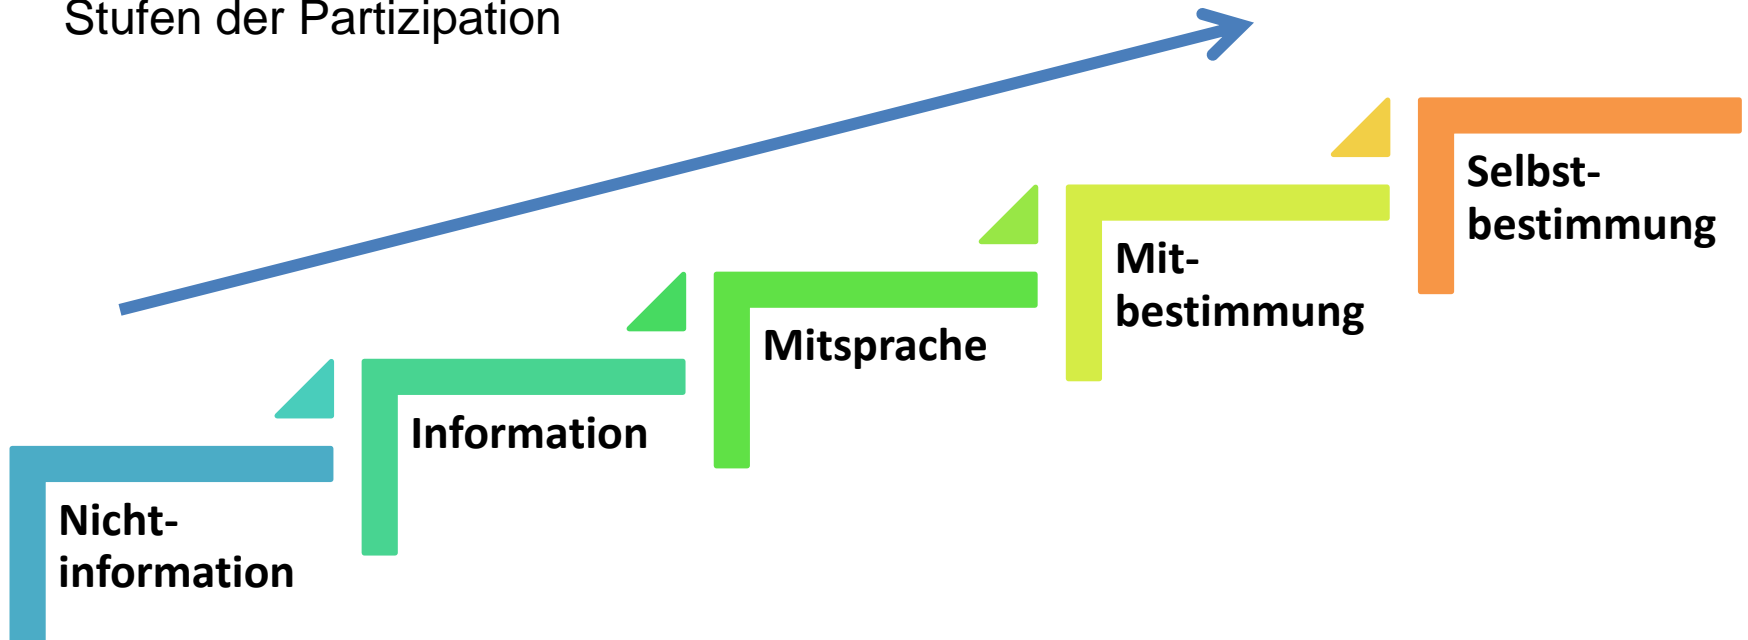 Stufen der Partizipation
Nicht-
information
Information
Mitsprache
Mit-
bestimmung
Selbst-
bestimmung